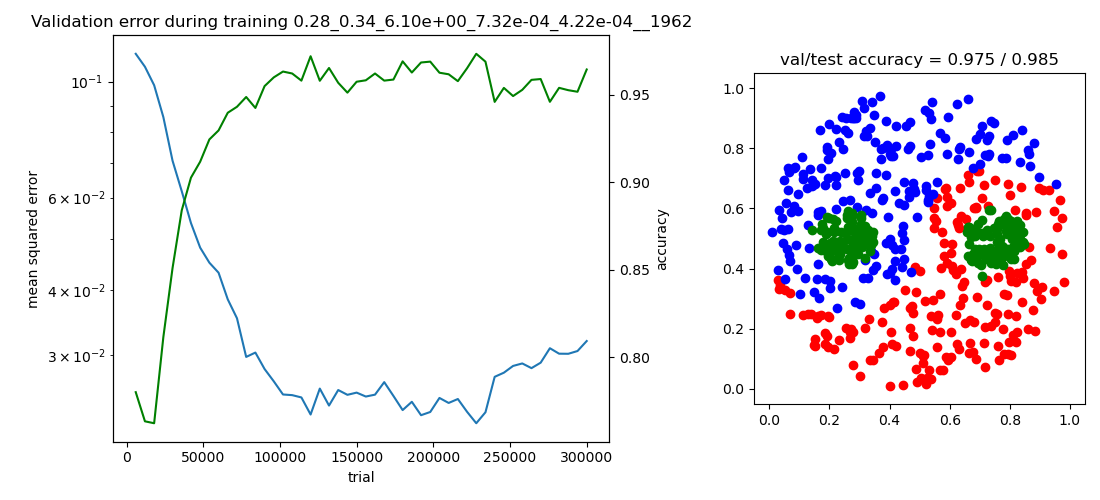 Validation error during training 0.28_0.34_6.10e+00_7.32e-04_4.22e-04__1962
mean squared error
10⁻¹
6 × 10⁻²
4 × 10⁻²
3 × 10⁻²
0 50000 100000 150000 200000 250000 300000
trial
0.95
0.90
0.85
0.80
accuracy
val/test accuracy = 0.975 / 0.985
1.0
0.8
0.6
0.4
0.2
0.0
0.0 0.2 0.4 0.6 0.8 1.0